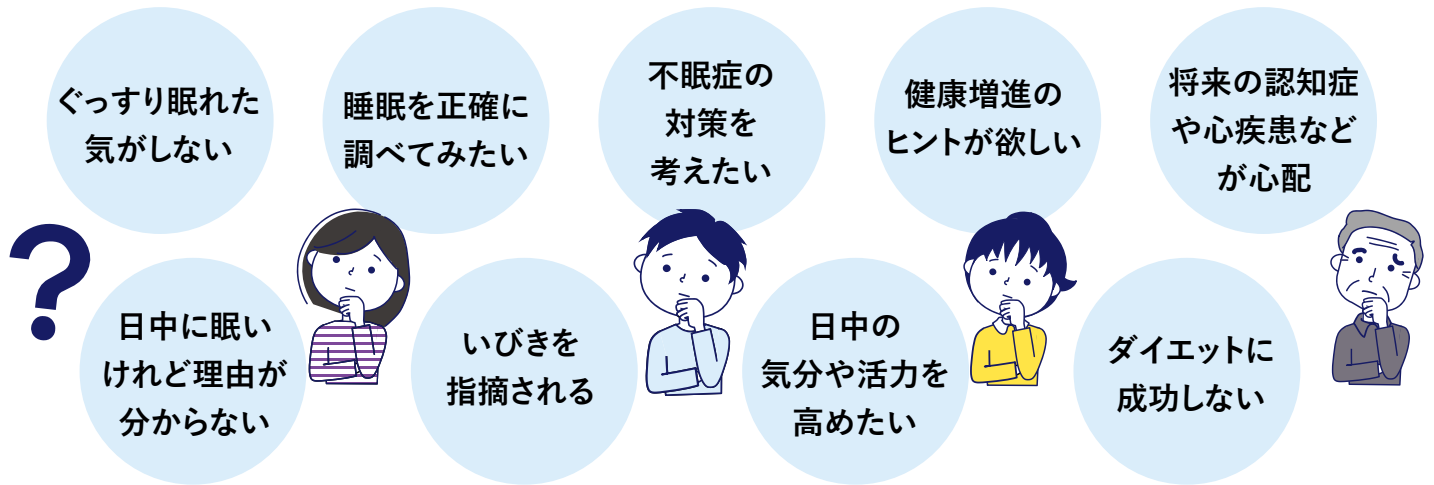 ぐっすり眠れた
気がしない
睡眠を正確に
調べてみたい
不眠症の
対策を
考えたい
健康増進の
ヒントが欲しい
将来の認知症
や心疾患など
が心配
?
日中に眠い
けれど理由が
分からない
いびきを
指摘される
日中の
気分や活力を
高めたい
ダイエットに
成功しない